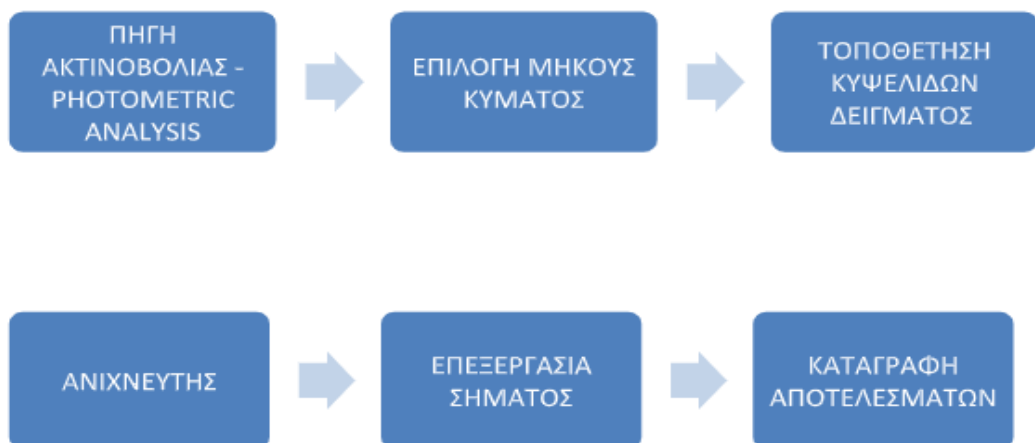 ΠΗΓΗ
ΑΚΤΙΝΟΒΟΛΙΑΣ -
PHOTOMETRIC
ANALYSIS
ΕΠΙΛΟΓΗ ΜΗΚΟΥΣ
ΚΥΜΑΤΟΣ
ΤΟΠΟΘΕΤΗΣΗ
ΚΥΨΕΛΙΔΩΝ
ΔΕΙΓΜΑΤΟΣ
ΑΝΙΧΝΕΥΤΗΣ
ΕΠΕΞΕΡΓΑΣΙΑ
ΣΗΜΑΤΟΣ
ΚΑΤΑΓΡΑΦΗ
ΑΠΟΤΕΛΕΣΜΑΤΩΝ